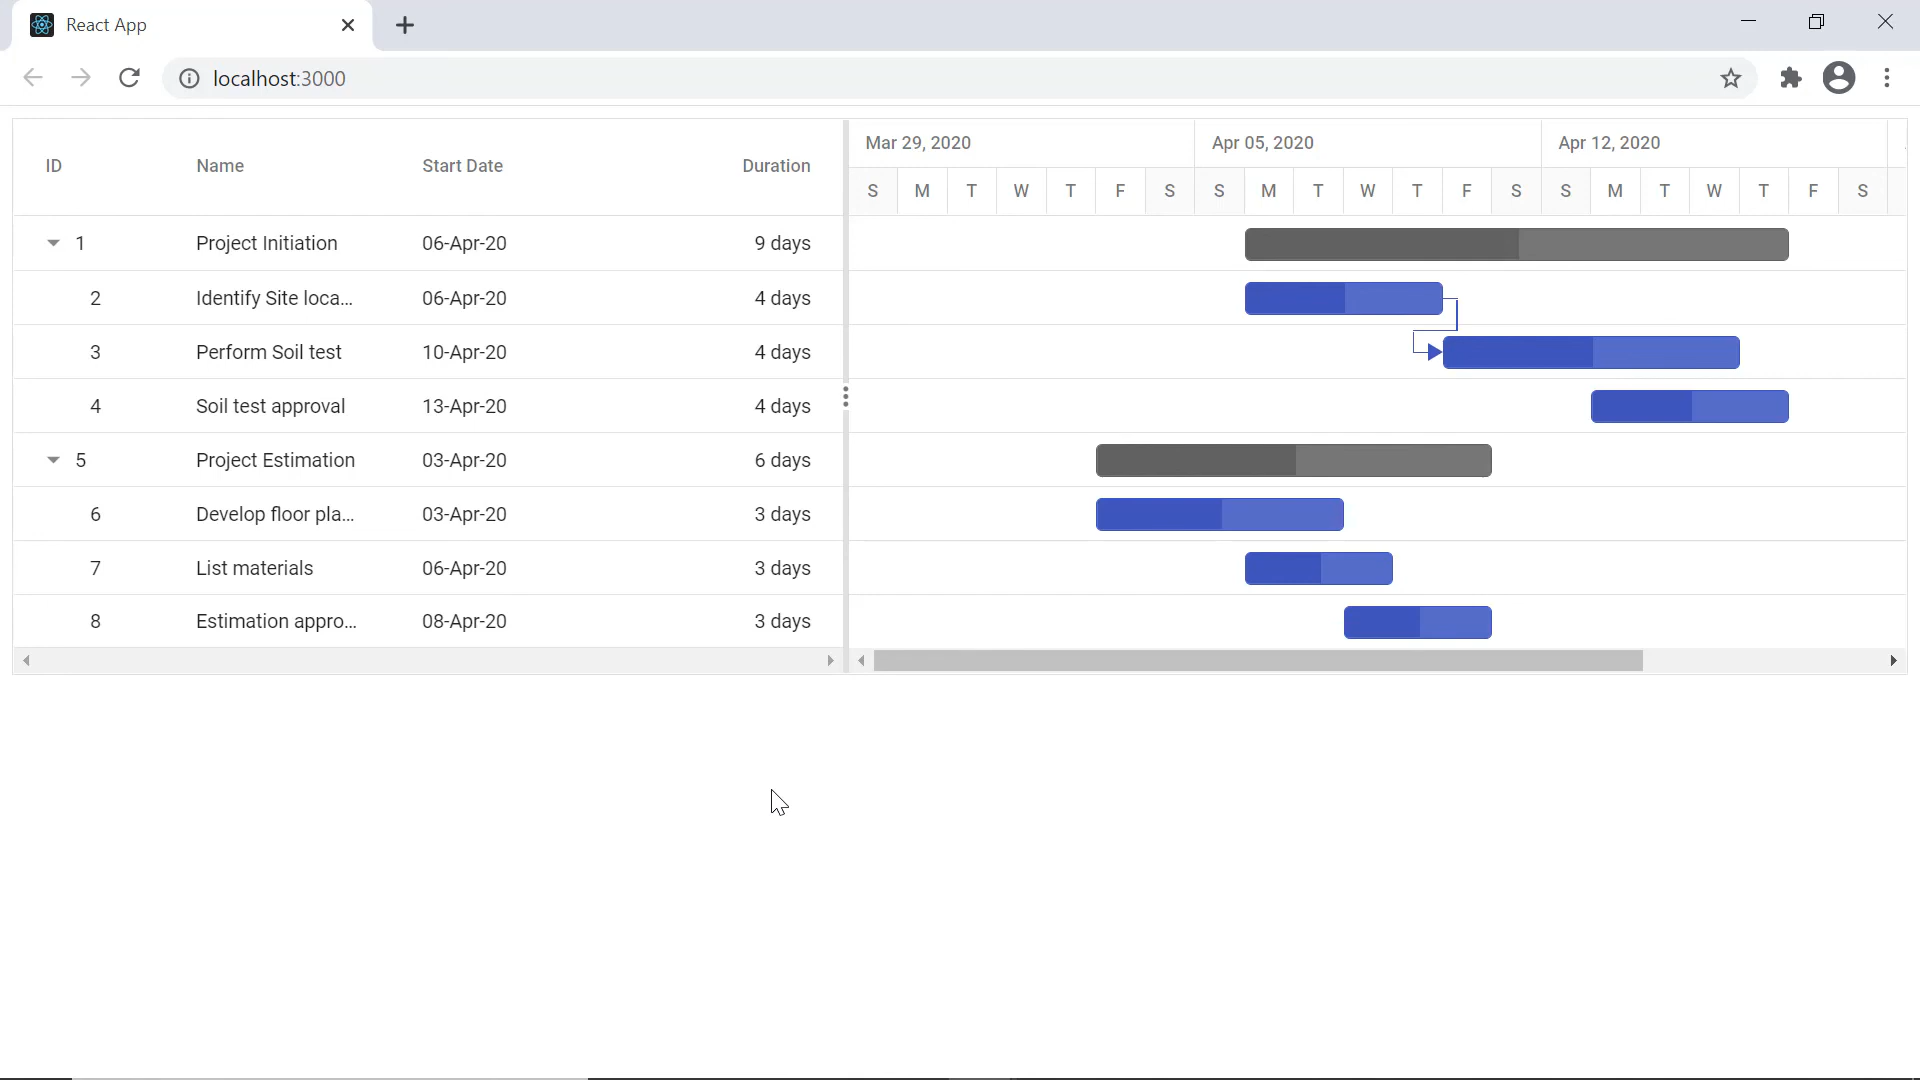 React App
localhost:3000
ID Name Start Date Duration
Mar 29, 2020 Apr 05, 2020 Apr 12, 2020
S M T W T F S S M T W T F S S M T W T F S
1 Project Initiation 06-Apr-20 9 days
2 Identify Site loca... 06-Apr-20 4 days
3 Perform Soil test 10-Apr-20 4 days
4 Soil test approval 13-Apr-20 4 days
5 Project Estimation 03-Apr-20 6 days
6 Develop floor pla... 03-Apr-20 3 days
7 List materials 06-Apr-20 3 days
8 Estimation appro... 08-Apr-20 3 days